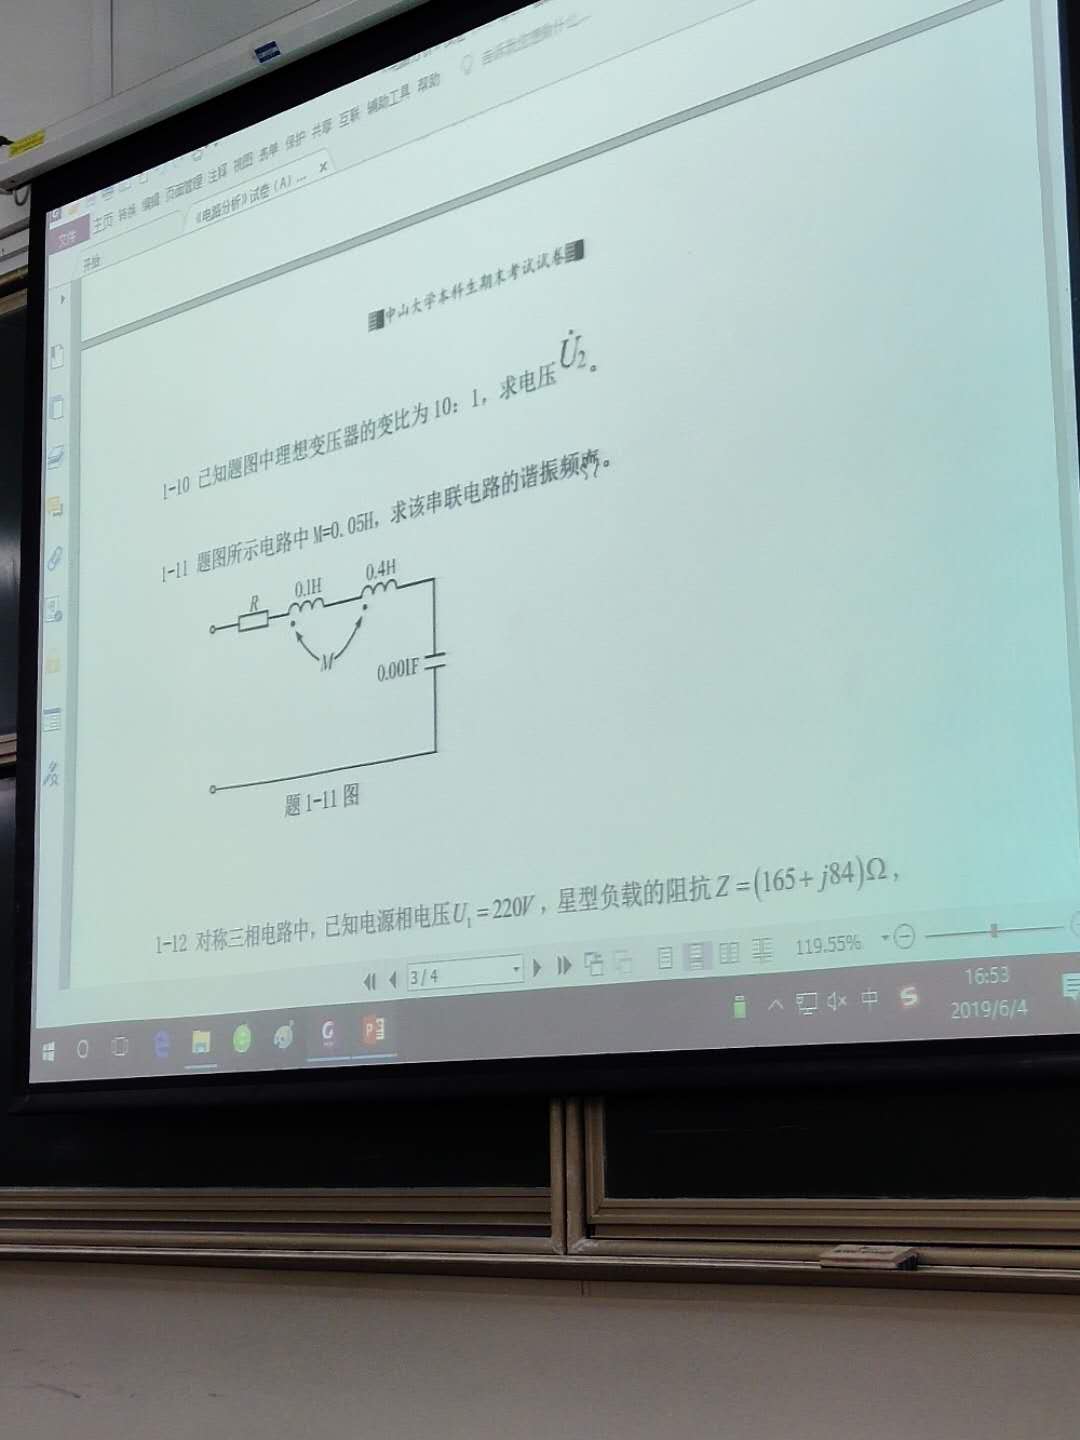 告诉我您想做什么...
文件 主页 转换 编辑 页面管理 注释 视图 表单 保护 共享 互联 辅助工具 帮助
开始 《电路分析》试卷(A) ... x
中山大学本科生期末考试试卷
1-10 已知题图中理想变压器的变比为 10: 1, 求电压 U̇₂。
1-11 题图所示电路中 M=0.05H, 求该串联电路的谐振频率。
R 0.1H 0.4H
M
0.001F
题 1-11 图
1-12 对称三相电路中, 已知电源相电压 U₁ = 220V , 星型负载的阻抗 Z = (165 + j84)Ω ,
3 / 4
119.55%
中
16:53
2019/6/4